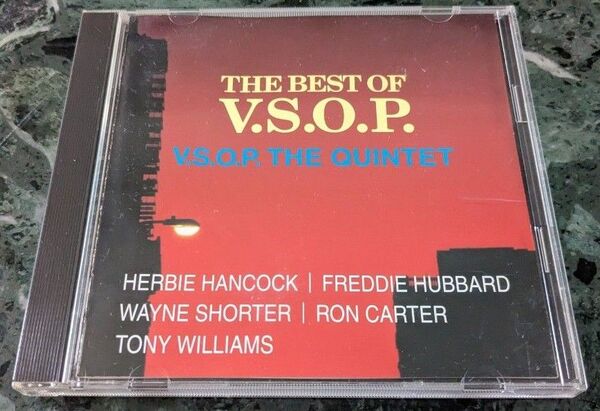 THE BEST OF
V.S.O.P.
V.S.O.P. THE QUINTET
HERBIE HANCOCK | FREDDIE HUBBARD
WAYNE SHORTER | RON CARTER
TONY WILLIAMS